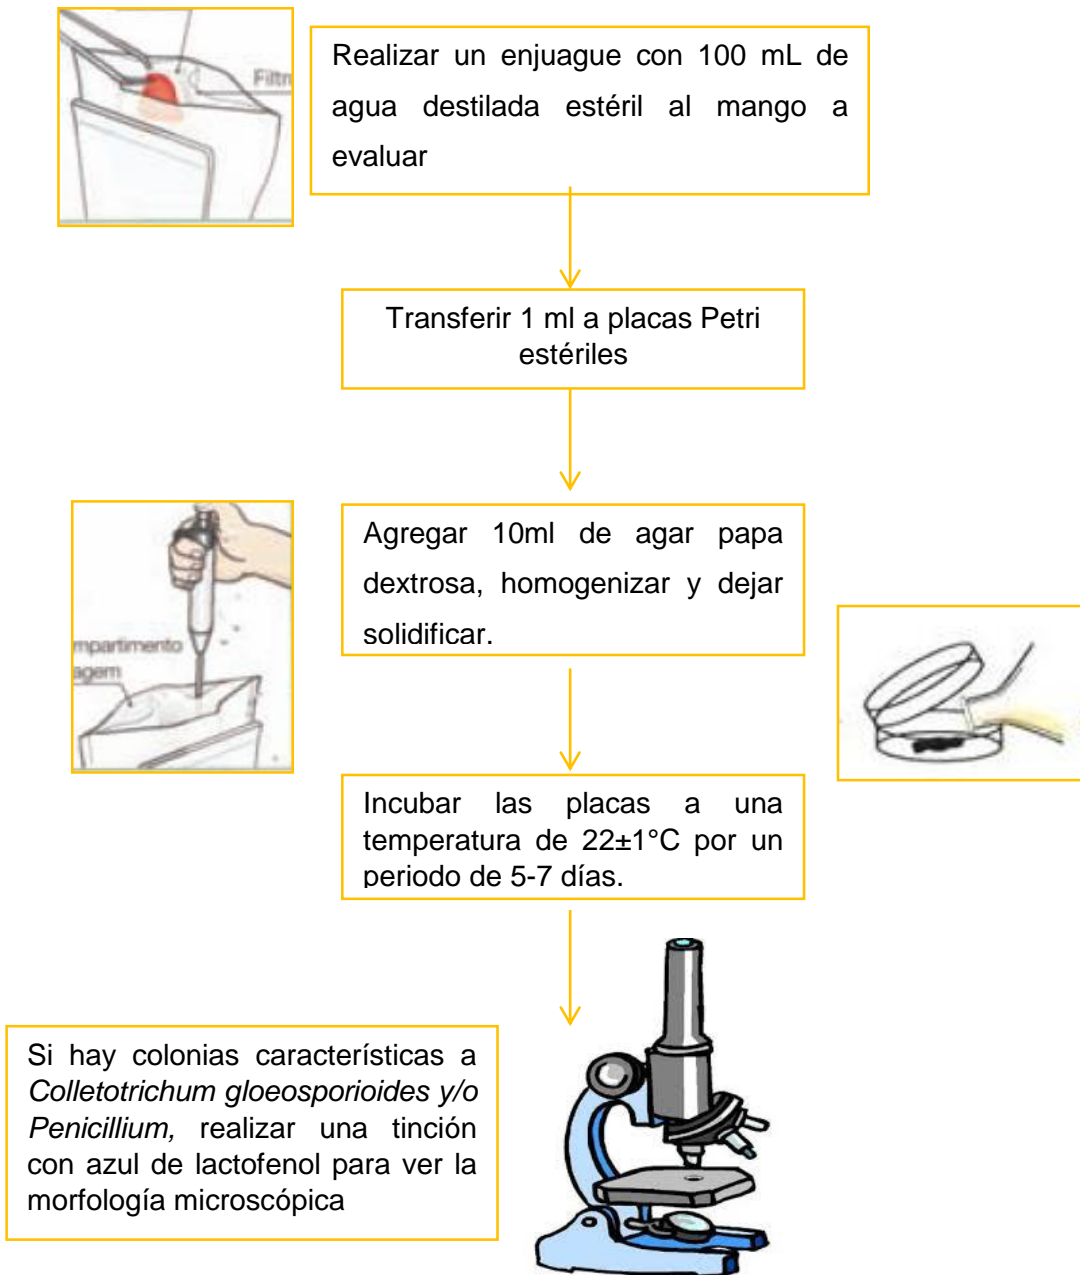 Filtr
Realizar un enjuague con 100 mL de
agua destilada estéril al mango a
evaluar
Transferir 1 ml a placas Petri
estériles
Agregar 10ml de agar papa
dextrosa, homogenizar y dejar
solidificar.
mpartimento
agem
Incubar las placas a una
temperatura de 22±1°C por un
periodo de 5-7 días.
Si hay colonias características a
Colletotrichum gloeosporioides y/o
Penicillium, realizar una tinción
con azul de lactofenol para ver la
morfología microscópica